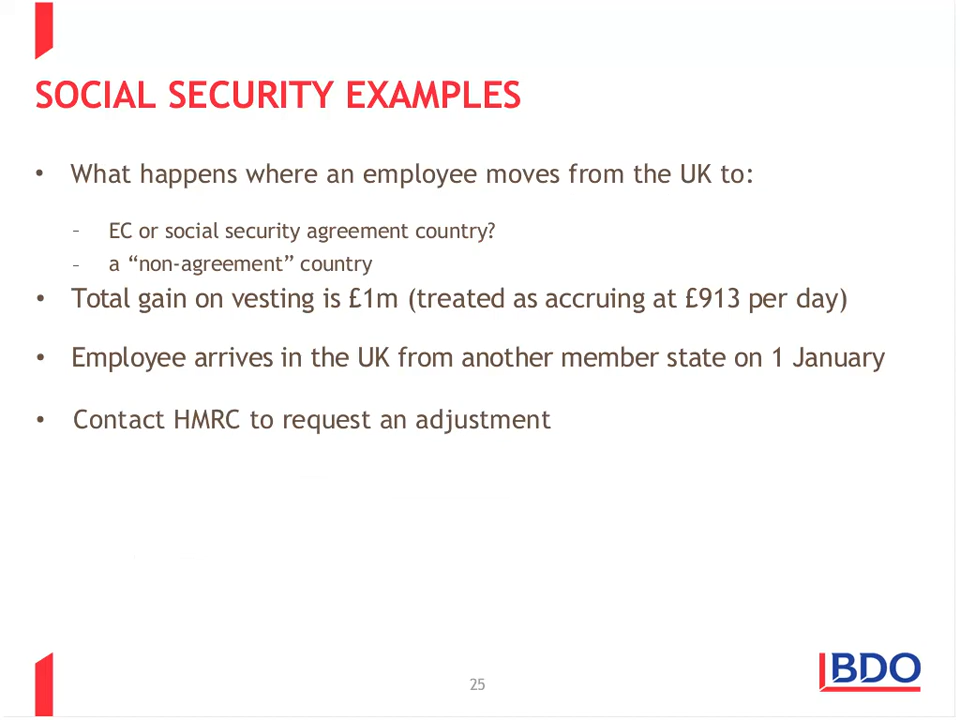 SOCIAL SECURITY EXAMPLES
• What happens where an employee moves from the UK to:
– EC or social security agreement country?
– a “non-agreement” country
• Total gain on vesting is £1m (treated as accruing at £913 per day)
• Employee arrives in the UK from another member state on 1 January
• Contact HMRC to request an adjustment
25
BDO